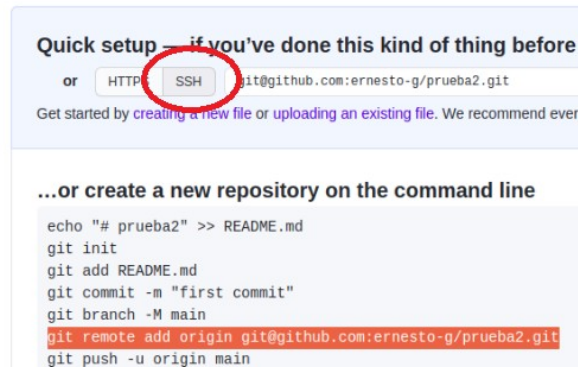 Quick setup — if you’ve done this kind of thing before
or HTTPS SSH git@github.com:ernesto-g/prueba2.git
Get started by creating a new file or uploading an existing file. We recommend ever
...or create a new repository on the command line
echo "# prueba2" >> README.md
git init
git add README.md
git commit -m "first commit"
git branch -M main
git remote add origin git@github.com:ernesto-g/prueba2.git
git push -u origin main